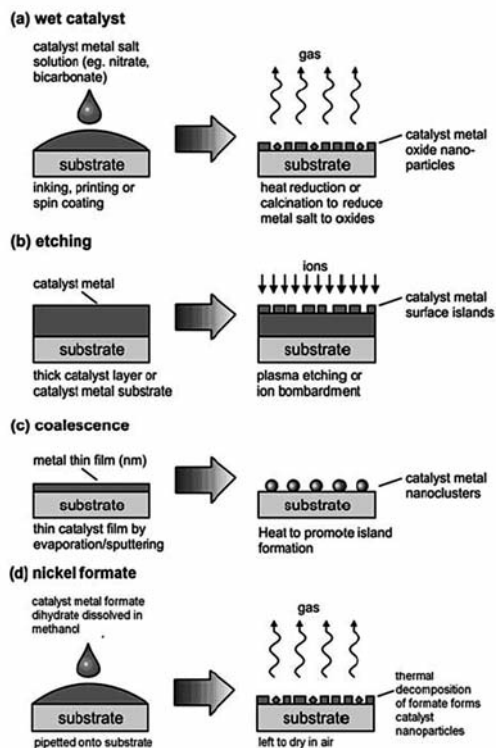 (a) wet catalyst
catalyst metal salt
solution (eg. nitrate,
bicarbonate)
substrate
inking, printing or
spin coating
gas
substrate
heat reduction or
calcination to reduce
metal salt to oxides
catalyst metal
oxide nano-
particles
(b) etching
catalyst metal
substrate
thick catalyst layer or
catalyst metal substrate
ions
substrate
plasma etching or
ion bombardment
catalyst metal
surface islands
(c) coalescence
metal thin film (nm)
substrate
thin catalyst film by
evaporation/sputtering
substrate
Heat to promote island
formation
catalyst metal
nanoclusters
(d) nickel formate
catalyst metal formate
dihydrate dissolved in
methanol
substrate
pipetted onto substrate
gas
substrate
left to dry in air
thermal
decomposition
of formate forms
catalyst
nanoparticles